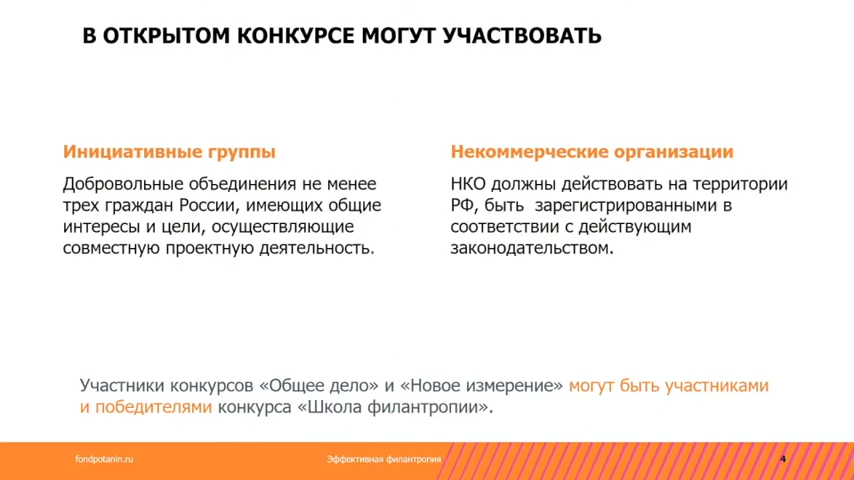 В ОТКРЫТОМ КОНКУРСЕ МОГУТ УЧАСТВОВАТЬ
Инициативные группы
Добровольные объединения не менее
трех граждан России, имеющих общие
интересы и цели, осуществляющие
совместную проектную деятельность.
Некоммерческие организации
НКО должны действовать на территории
РФ, быть зарегистрированными в
соответствии с действующим
законодательством.
Участники конкурсов «Общее дело» и «Новое измерение» могут быть участниками
и победителями конкурса «Школа филантропии».
fondpotanin.ru
Эффективная филантропия
4